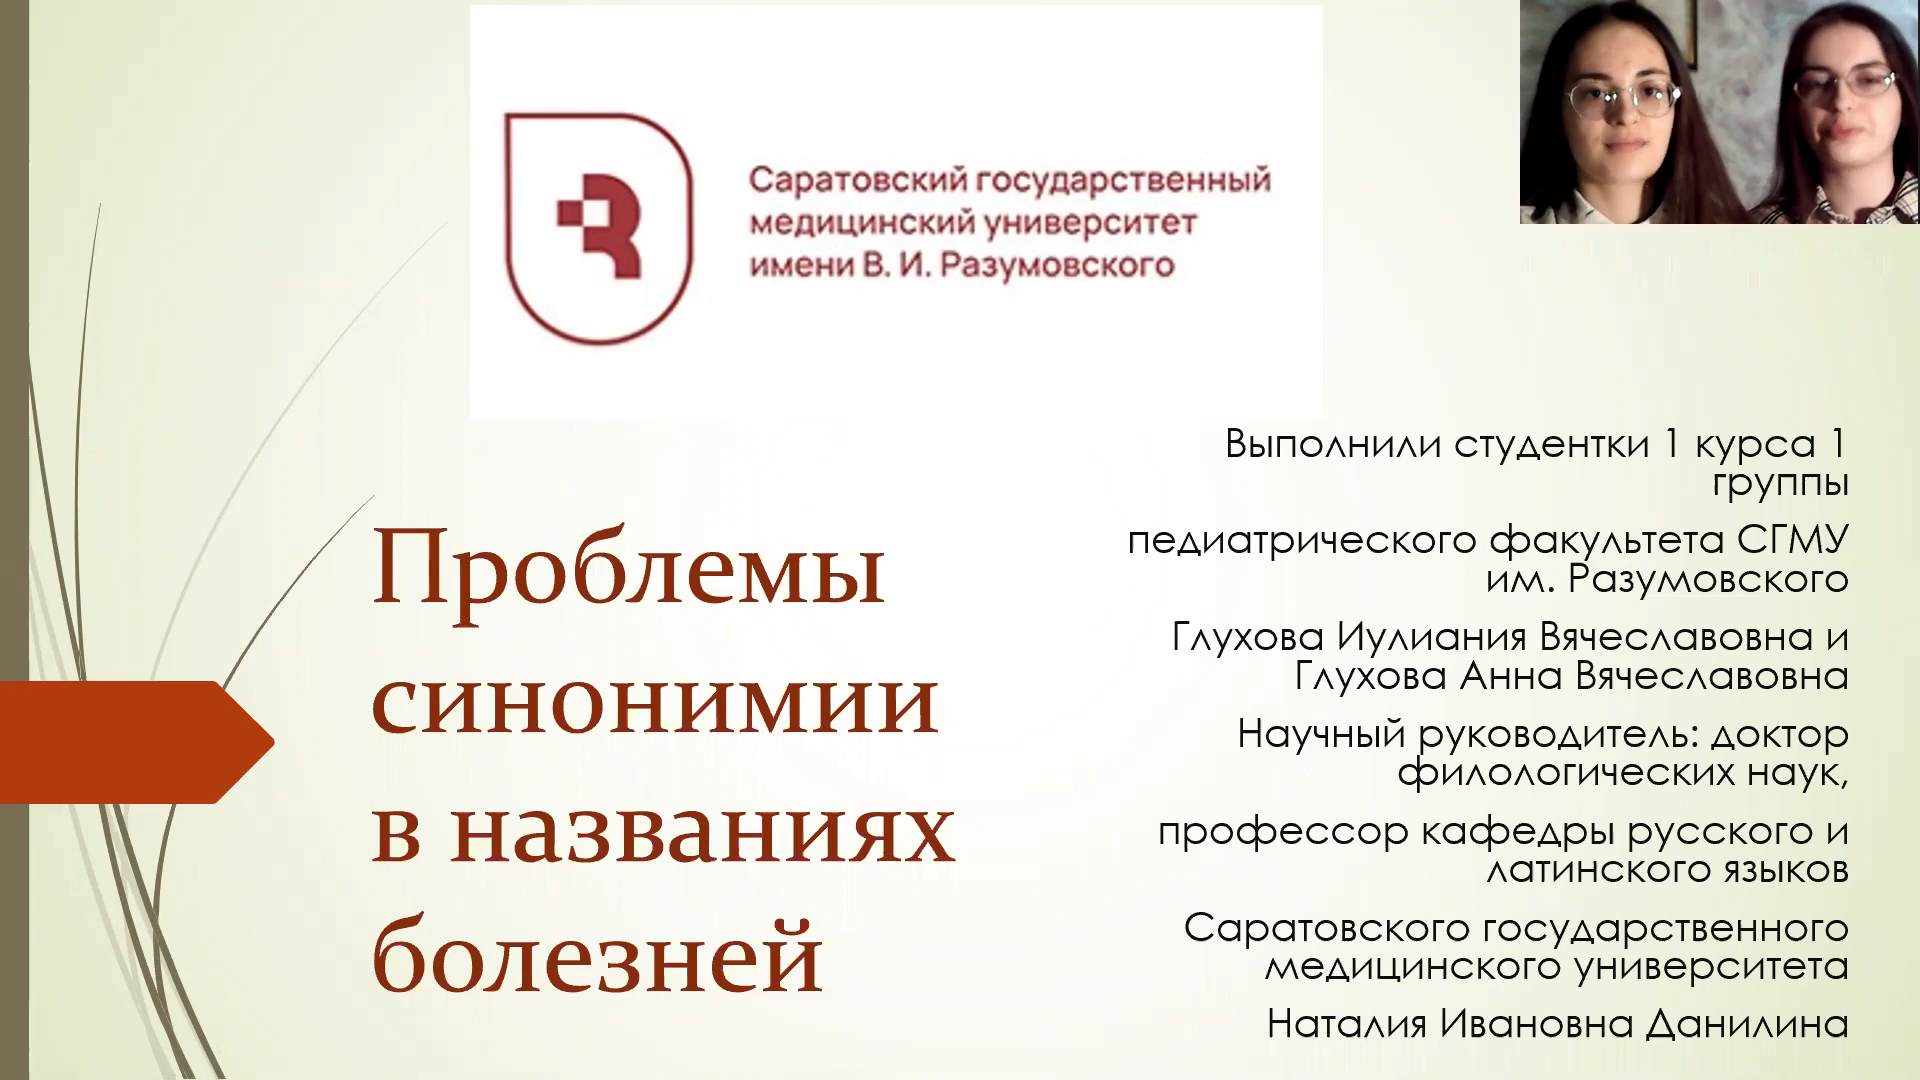 Саратовский государственный
медицинский университет
имени В. И. Разумовского
Проблемы
синонимии
в названиях
болезней
Выполнили студентки 1 курса 1
группы
педиатрического факультета СГМУ
им. Разумовского
Глухова Иулиания Вячеславовна и
Глухова Анна Вячеславовна
Научный руководитель: доктор
филологических наук,
профессор кафедры русского и
латинского языков
Саратовского государственного
медицинского университета
Наталия Ивановна Данилина